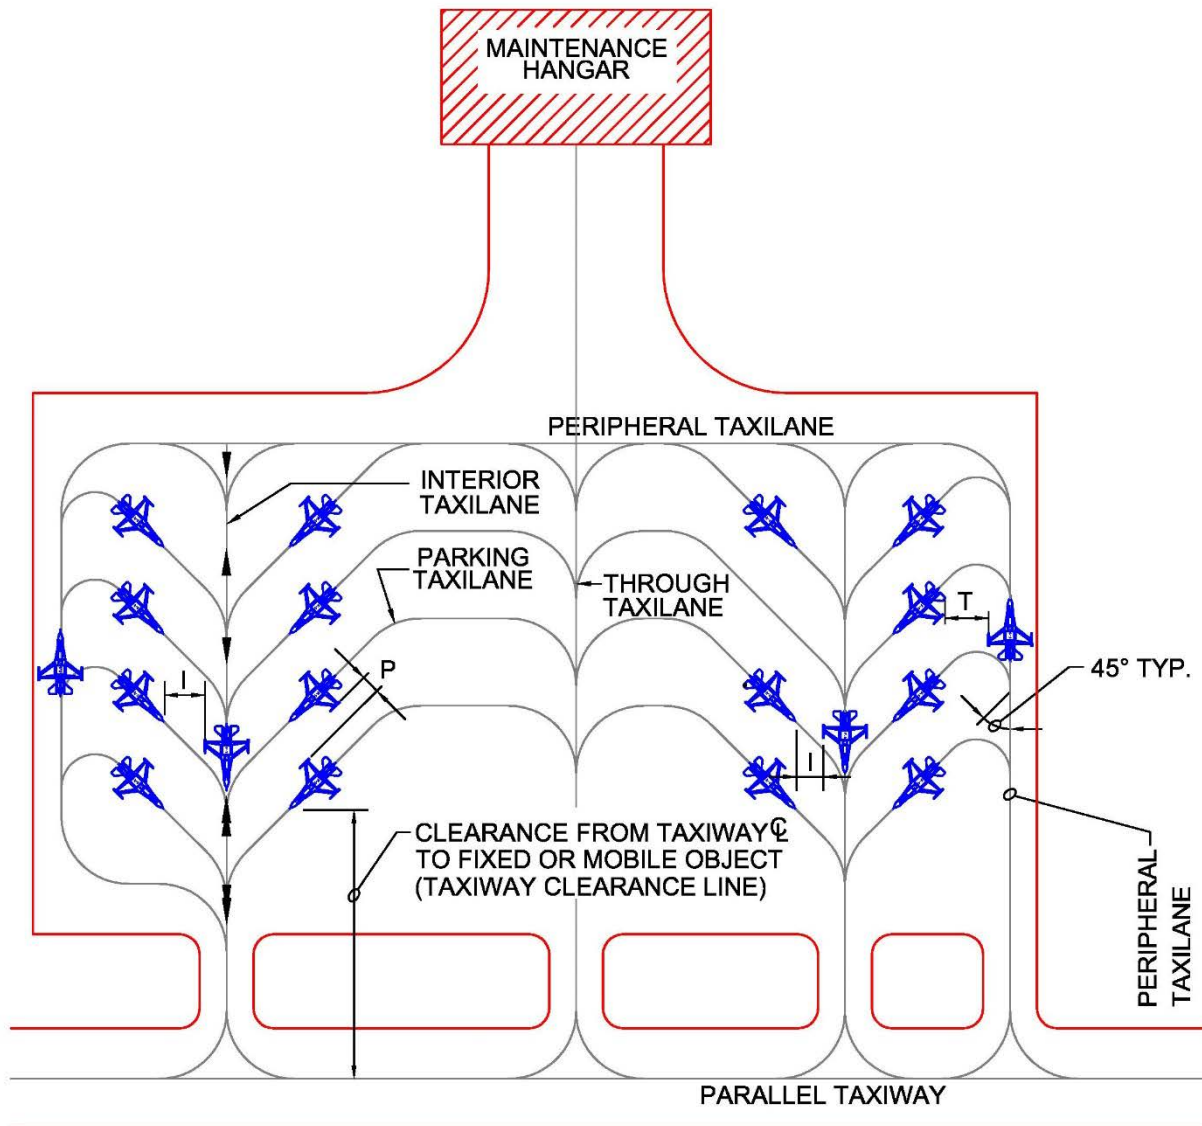 MAINTENANCE
HANGAR
PERIPHERAL TAXILANE
INTERIOR
TAXILANE
PARKING
TAXILANE
THROUGH
TAXILANE
T
P
I
45° TYP.
I
CLEARANCE FROM TAXIWAY ℄
TO FIXED OR MOBILE OBJECT
(TAXIWAY CLEARANCE LINE)
PERIPHERAL
TAXILANE
PARALLEL TAXIWAY